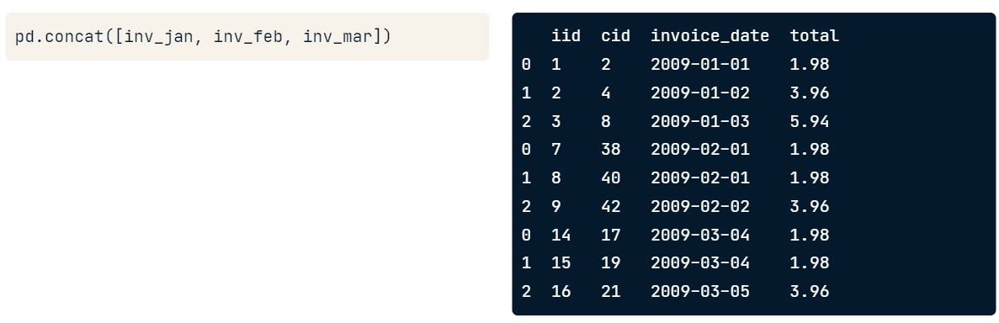 pd.concat([inv_jan, inv_feb, inv_mar])
iid cid invoice_date total
0 1 2 2009-01-01 1.98
1 2 4 2009-01-02 3.96
2 3 8 2009-01-03 5.94
0 7 38 2009-02-01 1.98
1 8 40 2009-02-01 1.98
2 9 42 2009-02-02 3.96
0 14 17 2009-03-04 1.98
1 15 19 2009-03-04 1.98
2 16 21 2009-03-05 3.96